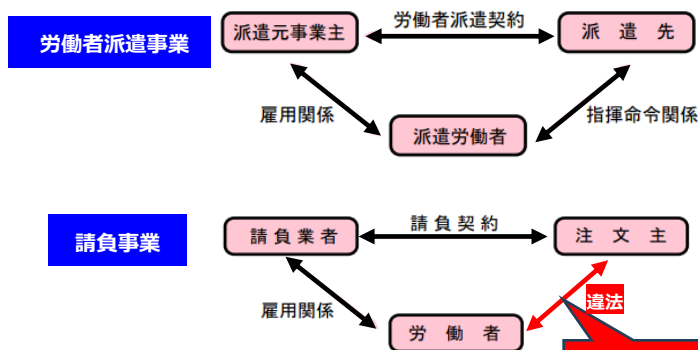 労働者派遣事業
派遣元事業主
労働者派遣契約
派遣先
雇用関係
指揮命令関係
派遣労働者
請負事業
請負業者
請負契約
注文主
雇用関係
違法
労働者